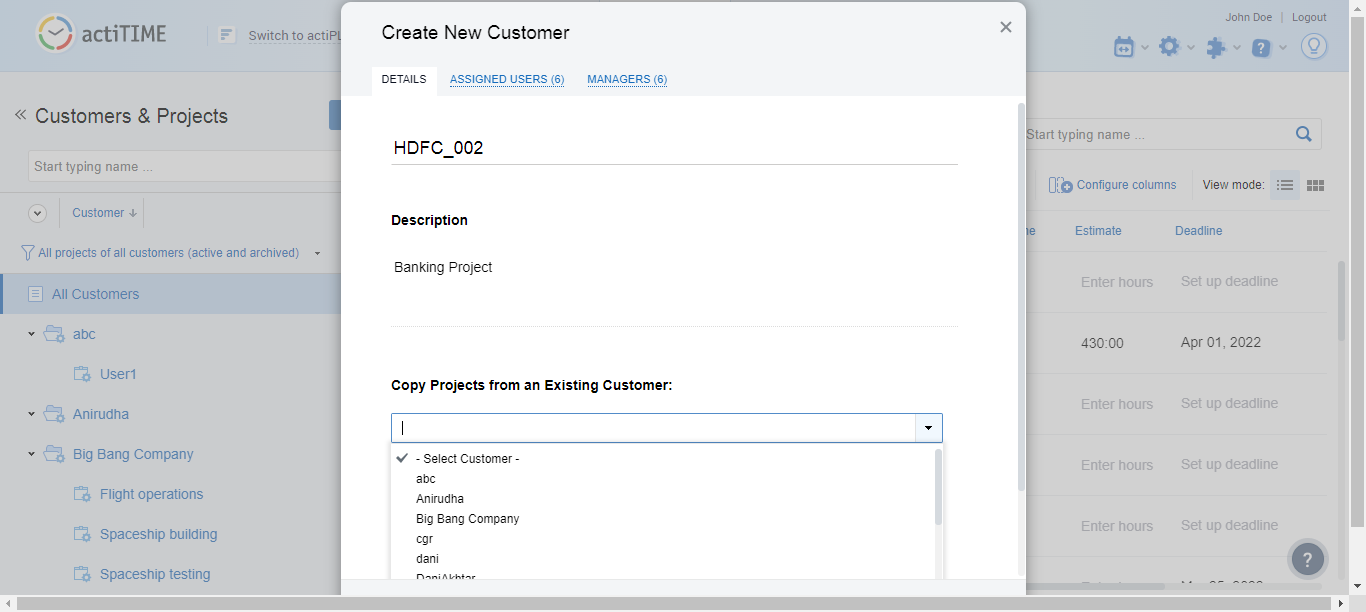 actiTIME
Switch to actiPL
John Doe | Logout
Create New Customer
DETAILS
ASSIGNED USERS (6)
MANAGERS (6)
Customers & Projects
Start typing name ...
Customer
All projects of all customers (active and archived)
All Customers
abc
User1
Anirudha
Big Bang Company
Flight operations
Spaceship building
Spaceship testing
HDFC_002
Description
Banking Project
Copy Projects from an Existing Customer:
- Select Customer -
abc
Anirudha
Big Bang Company
cgr
dani
DaniAkhtar
Start typing name ...
Configure columns
View mode:
Estimate
Deadline
Enter hours
Set up deadline
430:00
Apr 01, 2022
Enter hours
Set up deadline
Enter hours
Set up deadline
Enter hours
Set up deadline
?